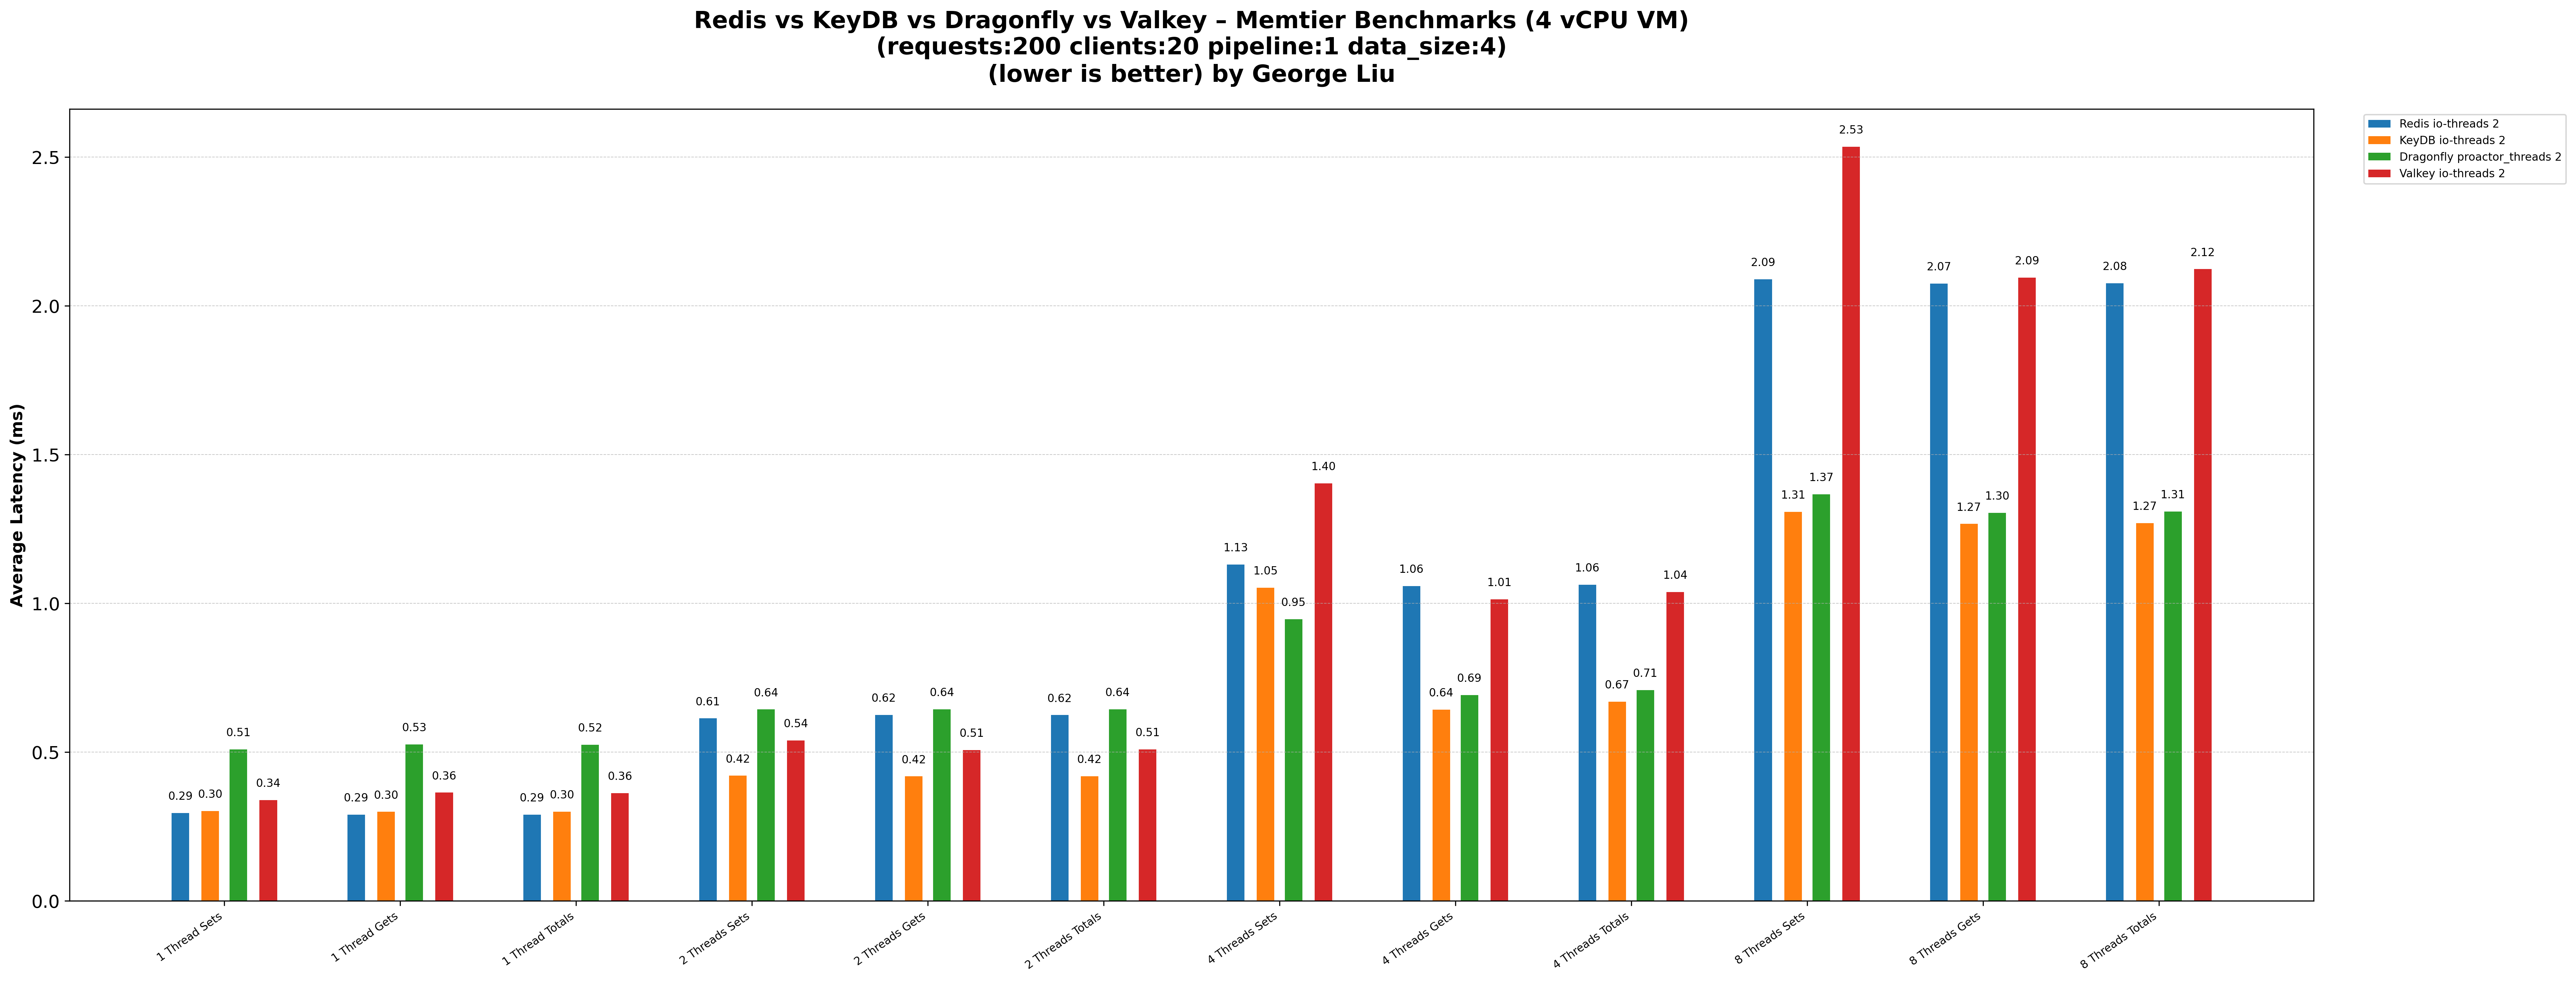 Redis vs KeyDB vs Dragonfly vs Valkey – Memtier Benchmarks (4 vCPU VM)
(requests:200 clients:20 pipeline:1 data_size:4)
(lower is better) by George Liu
Redis io-threads 2
KeyDB io-threads 2
Dragonfly proactor_threads 2
Valkey io-threads 2
Average Latency (ms)
2.5
2.0
1.5
1.0
0.5
0.0
0.29 0.30 0.51 0.34
0.29 0.30 0.53 0.36
0.29 0.30 0.52 0.36
0.61 0.42 0.64 0.54
0.62 0.42 0.64 0.51
0.62 0.42 0.64 0.51
1.13 1.05 0.95 1.40
1.06 0.64 0.69 1.01
1.06 0.67 0.71 1.04
2.09 1.31 1.37 2.53
2.07 1.27 1.30 2.09
2.08 1.27 1.31 2.12
1 Thread Sets
1 Thread Gets
1 Thread Totals
2 Threads Sets
2 Threads Gets
2 Threads Totals
4 Threads Sets
4 Threads Gets
4 Threads Totals
8 Threads Sets
8 Threads Gets
8 Threads Totals